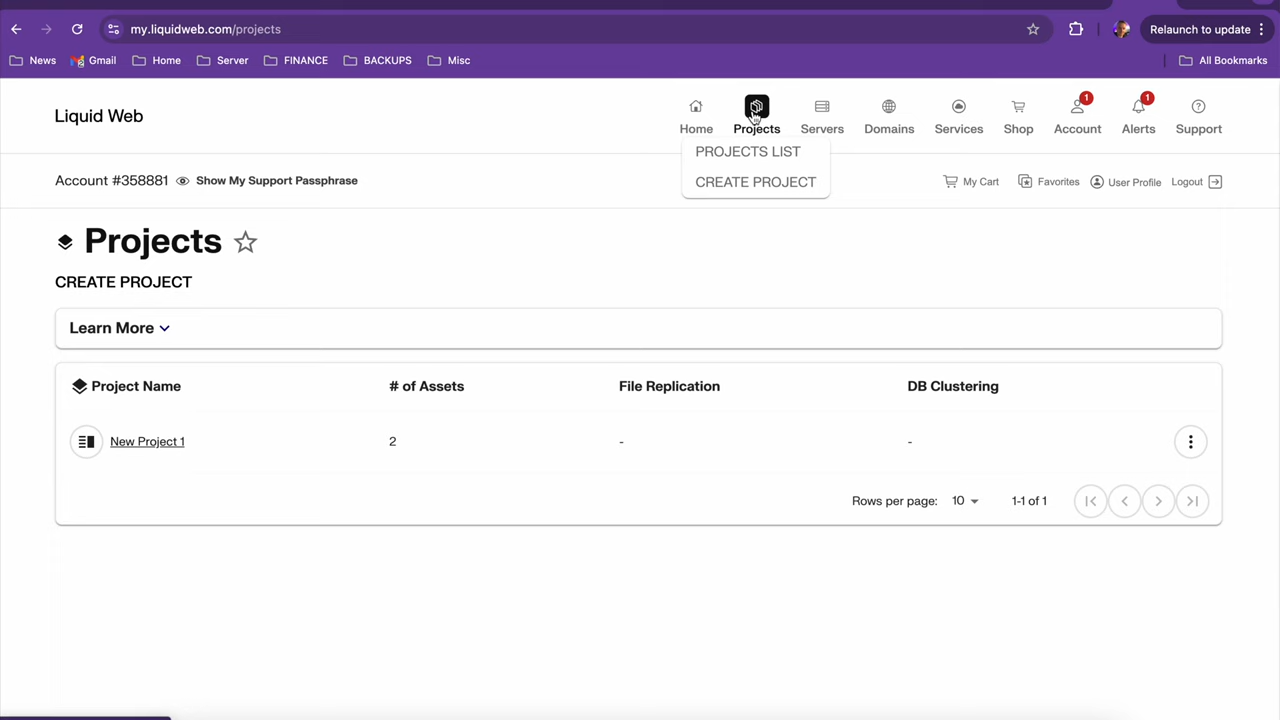 my.liquidweb.com/projects
Relaunch to update
News Gmail Home Server FINANCE BACKUPS Misc All Bookmarks
Liquid Web
Home Projects Servers Domains Services Shop Account Alerts Support
1
1
PROJECTS LIST
CREATE PROJECT
Account #358881 Show My Support Passphrase
My Cart Favorites User Profile Logout
Projects
CREATE PROJECT
Learn More
Project Name # of Assets File Replication DB Clustering
New Project 1 2 - -
Rows per page: 10 1-1 of 1